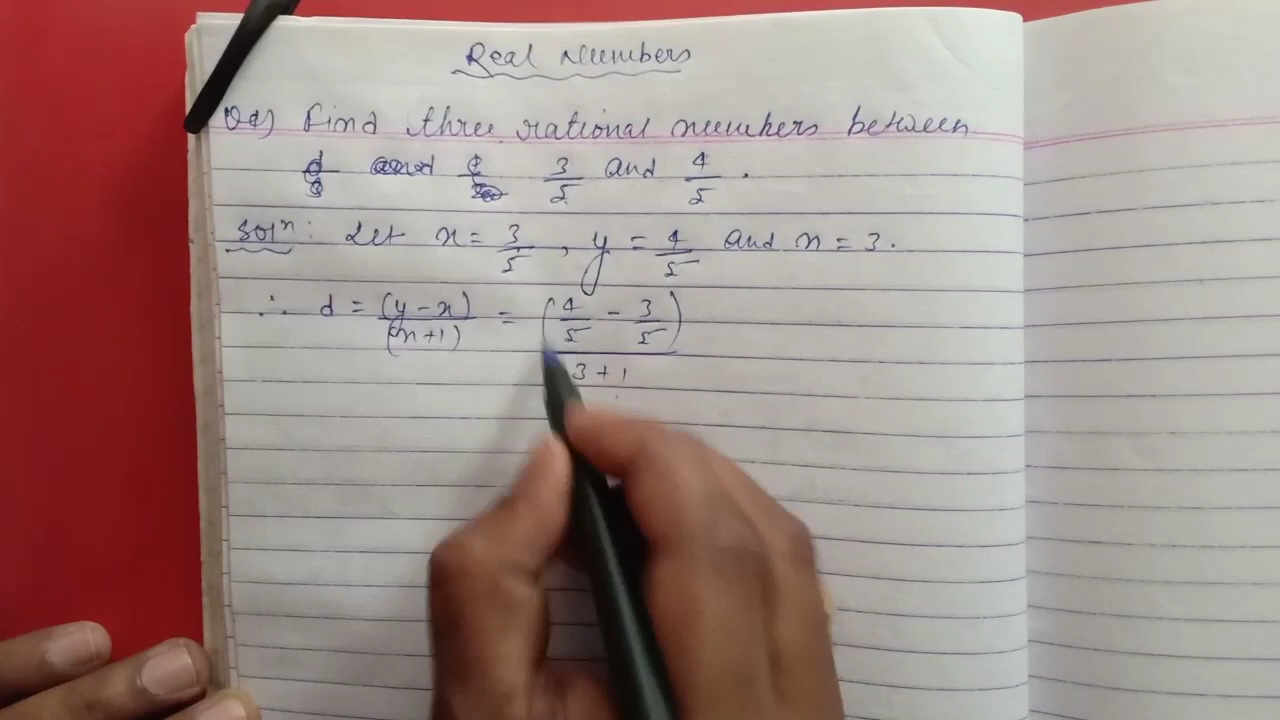 Real Numbers
Q1) Find three rational numbers between
3/5 and 4/5 .
Solⁿ: Let x = 3/5 , y = 4/5 and n = 3.
∴ d = (y - x)/(n+1) = (4/5 - 3/5)/3 + 1